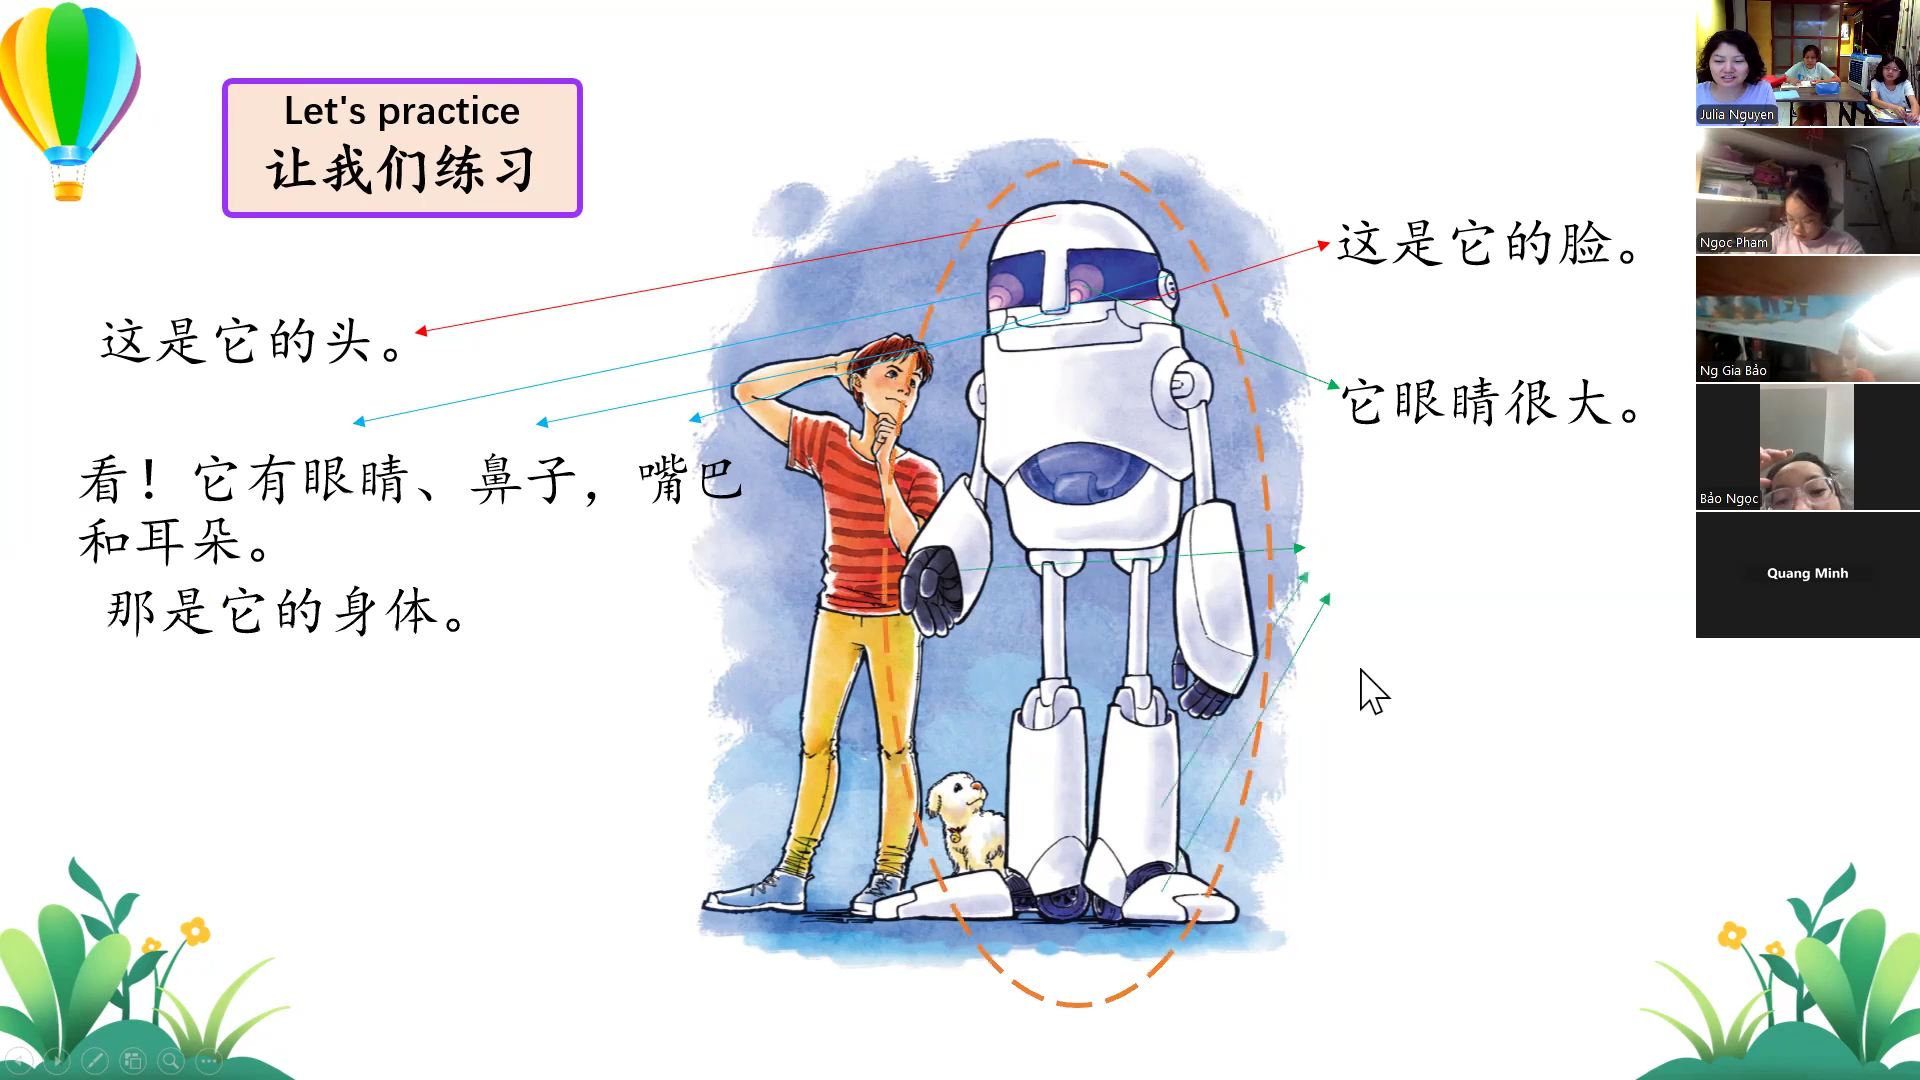 Let's practice
让我们练习
这是它的脸。
这是它的头。
它眼睛很大。
看！它有眼睛、鼻子，嘴巴
和耳朵。
那是它的身体。
Julia Nguyen
Ngoc Pham
Ng Gia Bảo
Bảo Ngọc
Quang Minh